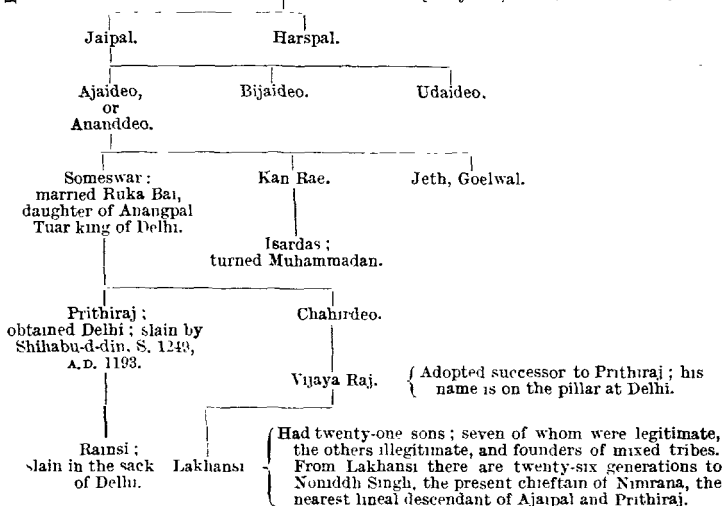 Jaipal. Harspal.
Ajaideo, Bijaideo. Udaideo.
or
Ananddeo.
Someswar: Kan Rae. Jeth, Goelwal.
married Ruka Bai,
daughter of Anangpal
Tuar king of Delhi.
Isardas;
turned Muhammadan.
Prithiraj; Chahirdeo.
obtained Delhi; slain by
Shihabu-d-din, S. 1249,
A.D. 1193.
Vijaya Raj. { Adopted successor to Prithiraj; his
name is on the pillar at Delhi.
Rainsi; Lakhansi { Had twenty-one sons; seven of whom were legitimate,
slain in the sack the others illegitimate, and founders of mixed tribes.
of Delhi. From Lakhansi there are twenty-six generations to
Noniddh Singh, the present chieftain of Nimrana, the
nearest lineal descendant of Ajaipal and Prithiraj.